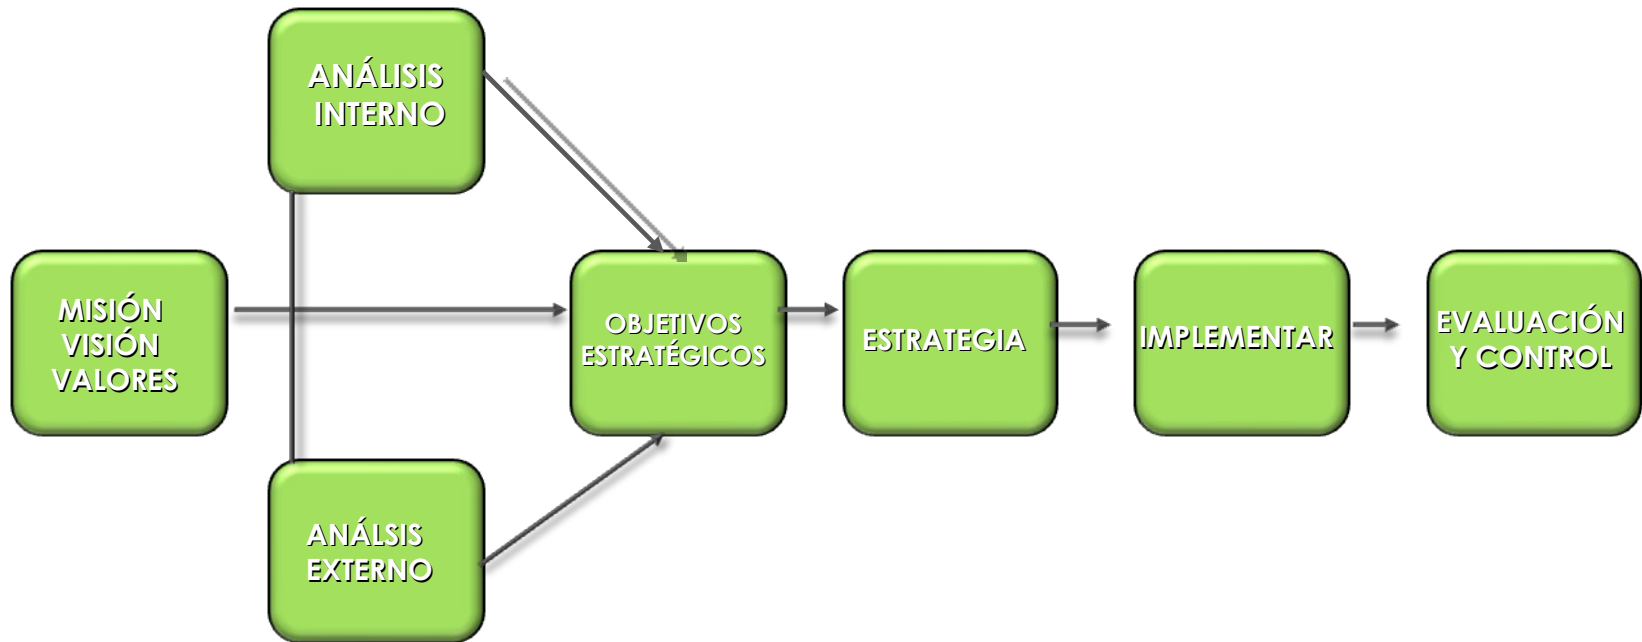 ANÁLISIS
INTERNO
MISIÓN
VISIÓN
VALORES
OBJETIVOS
ESTRATÉGICOS
ESTRATEGIA
IMPLEMENTAR
EVALUACIÓN
Y CONTROL
ANÁLSIS
EXTERNO